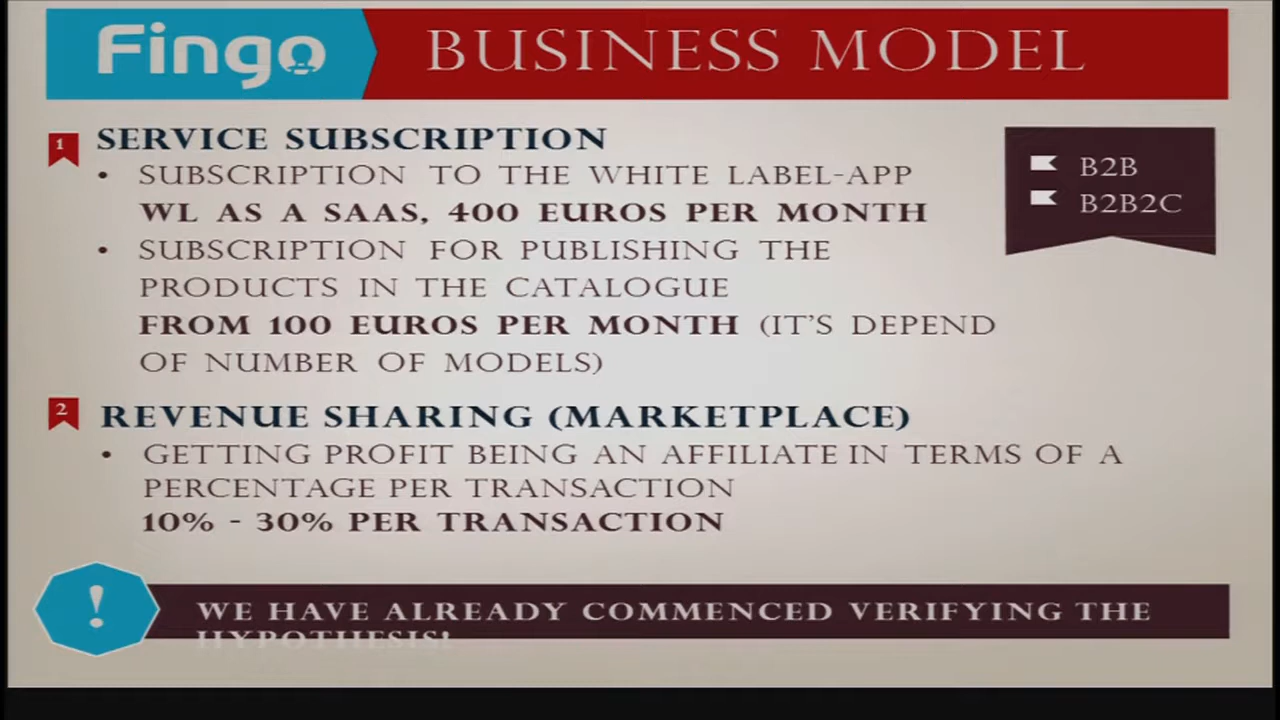 Fingo BUSINESS MODEL
1 SERVICE SUBSCRIPTION
• SUBSCRIPTION TO THE WHITE LABEL-APP
WL AS A SAAS, 400 EUROS PER MONTH
• SUBSCRIPTION FOR PUBLISHING THE
PRODUCTS IN THE CATALOGUE
FROM 100 EUROS PER MONTH (IT'S DEPEND
OF NUMBER OF MODELS)
B2B
B2B2C
2 REVENUE SHARING (MARKETPLACE)
• GETTING PROFIT BEING AN AFFILIATE IN TERMS OF A
PERCENTAGE PER TRANSACTION
10% - 30% PER TRANSACTION
! WE HAVE ALREADY COMMENCED VERIFYING THE
HYPOTHESIS!